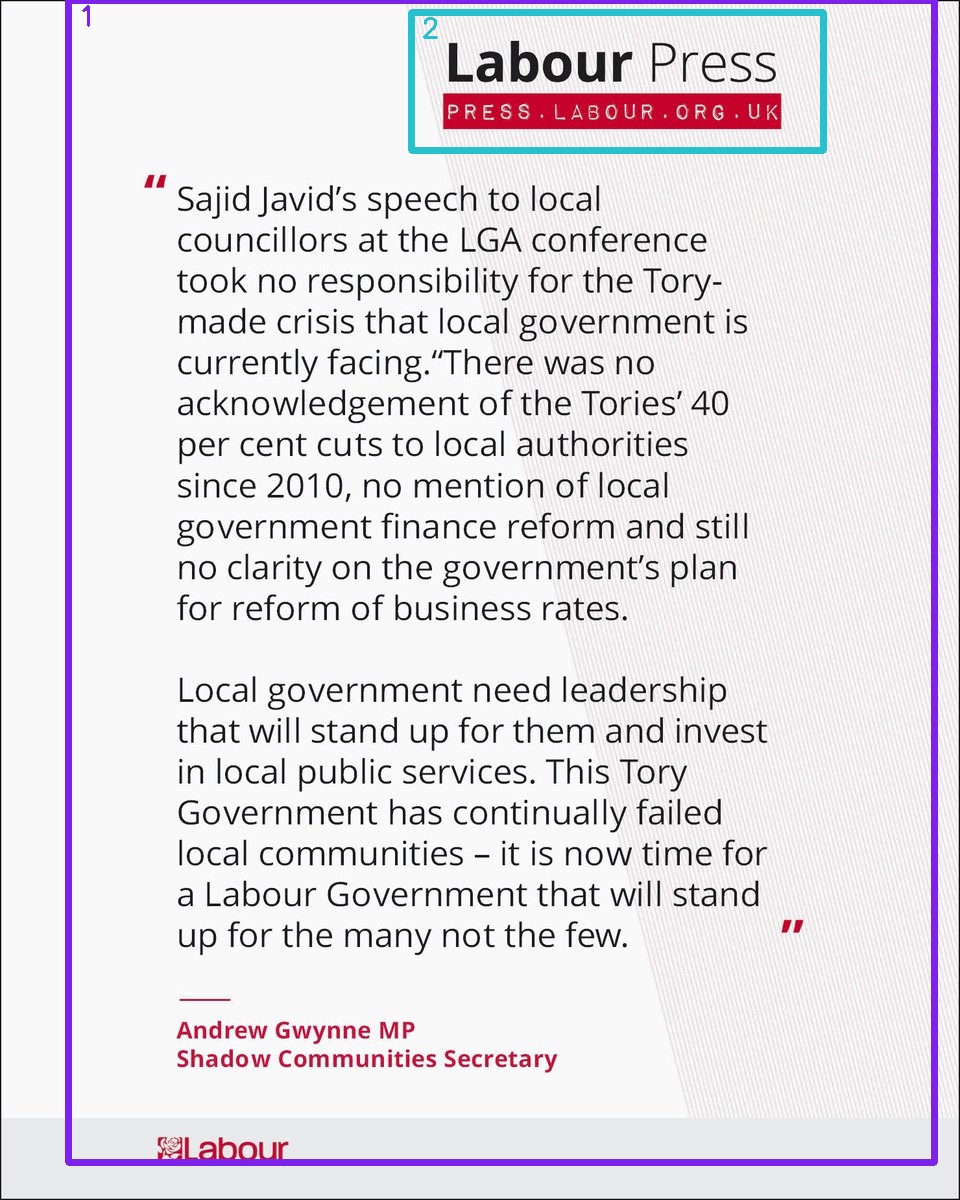 Labour Press
PRESS.LABOUR.ORG.UK
“Sajid Javid’s speech to local
councillors at the LGA conference
took no responsibility for the Tory-
made crisis that local government is
currently facing.“There was no
acknowledgement of the Tories’ 40
per cent cuts to local authorities
since 2010, no mention of local
government finance reform and still
no clarity on the government’s plan
for reform of business rates.
Local government need leadership
that will stand up for them and invest
in local public services. This Tory
Government has continually failed
local communities – it is now time for
a Labour Government that will stand
up for the many not the few. ”
Andrew Gwynne MP
Shadow Communities Secretary
Labour